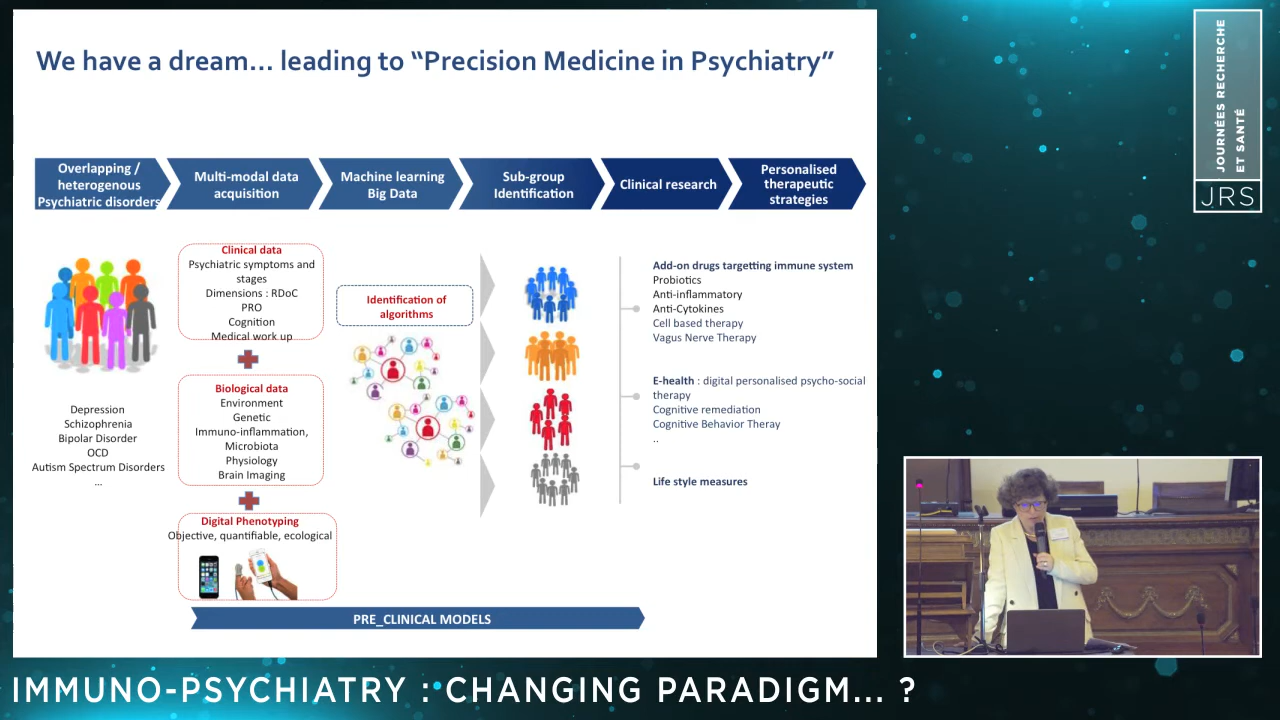 We have a dream... leading to “Precision Medicine in Psychiatry”
Overlapping /
heterogenous
Psychiatric disorders
Multi-modal data
acquisition
Machine learning
Big Data
Sub-group
Identification
Clinical research
Personalised
therapeutic
strategies
Depression
Schizophrenia
Bipolar Disorder
OCD
Autism Spectrum Disorders
...
Clinical data
Psychiatric symptoms and
stages
Dimensions : RDoC
PRO
Cognition
Medical work up
Biological data
Environment
Genetic
Immuno-inflammation,
Microbiota
Physiology
Brain Imaging
Digital Phenotyping
Objective, quantifiable, ecological
Identification of
algorithms
Add-on drugs targetting immune system
Probiotics
Anti-inflammatory
Anti-Cytokines
Cell based therapy
Vagus Nerve Therapy
E-health : digital personalised psycho-social
therapy
Cognitive remediation
Cognitive Behavior Theray
..
Life style measures
PRE_CLINICAL MODELS
JOURNÉES RECHERCHE
ET SANTÉ
JRS
IMMUNO-PSYCHIATRY : CHANGING PARADIGM... ?